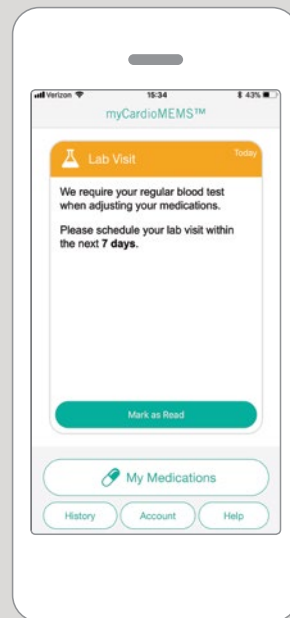 Verizon 15:34 43%
myCardioMEMS™
Lab Visit Today
We require your regular blood test
when adjusting your medications.
Please schedule your lab visit within
the next 7 days.
Mark as Read
My Medications
History Account Help